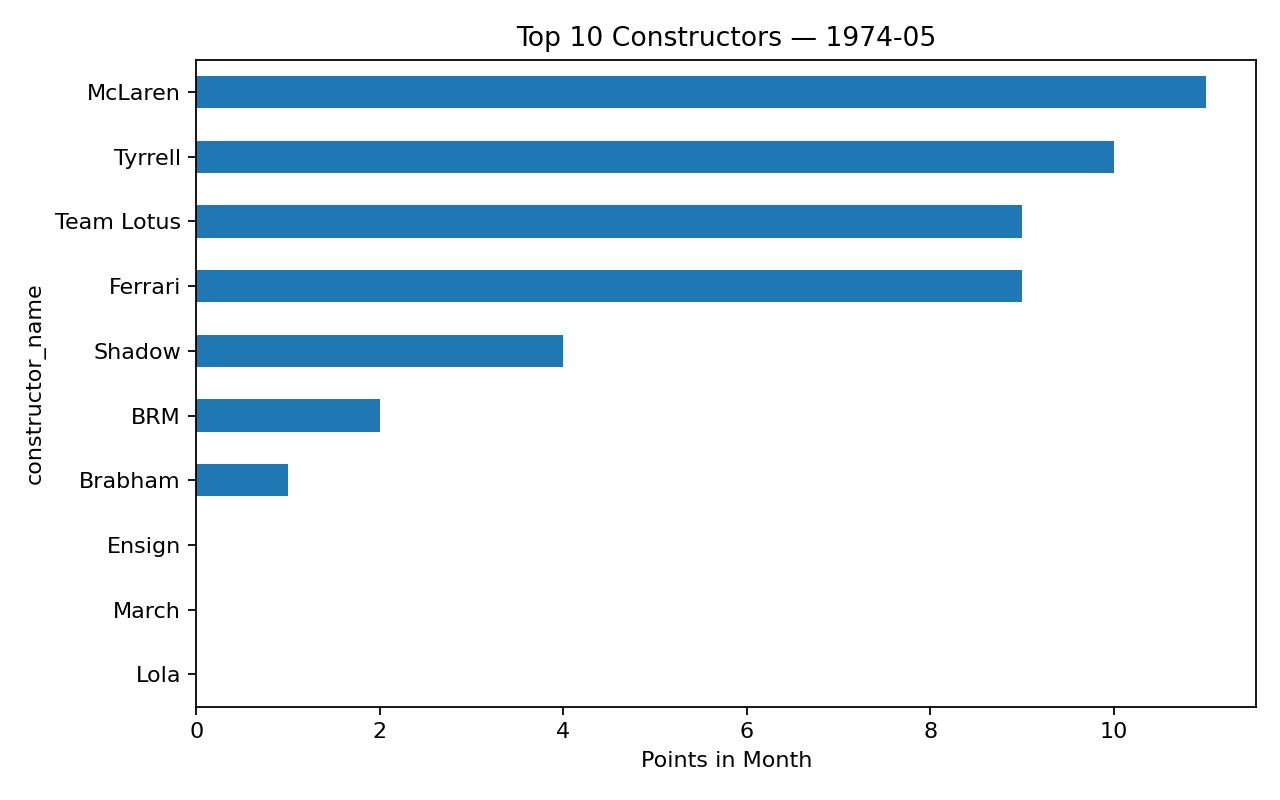 Top 10 Constructors — 1974-05
McLaren
Tyrrell
Team Lotus
Ferrari
Shadow
BRM
Brabham
Ensign
March
Lola
constructor_name
0 2 4 6 8 10
Points in Month